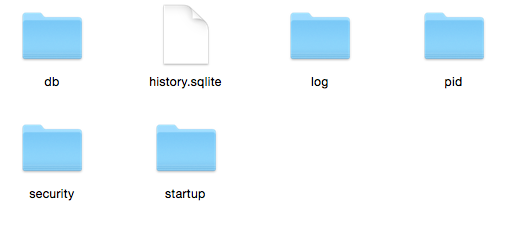 db
history.sqlite
log
pid
security
startup